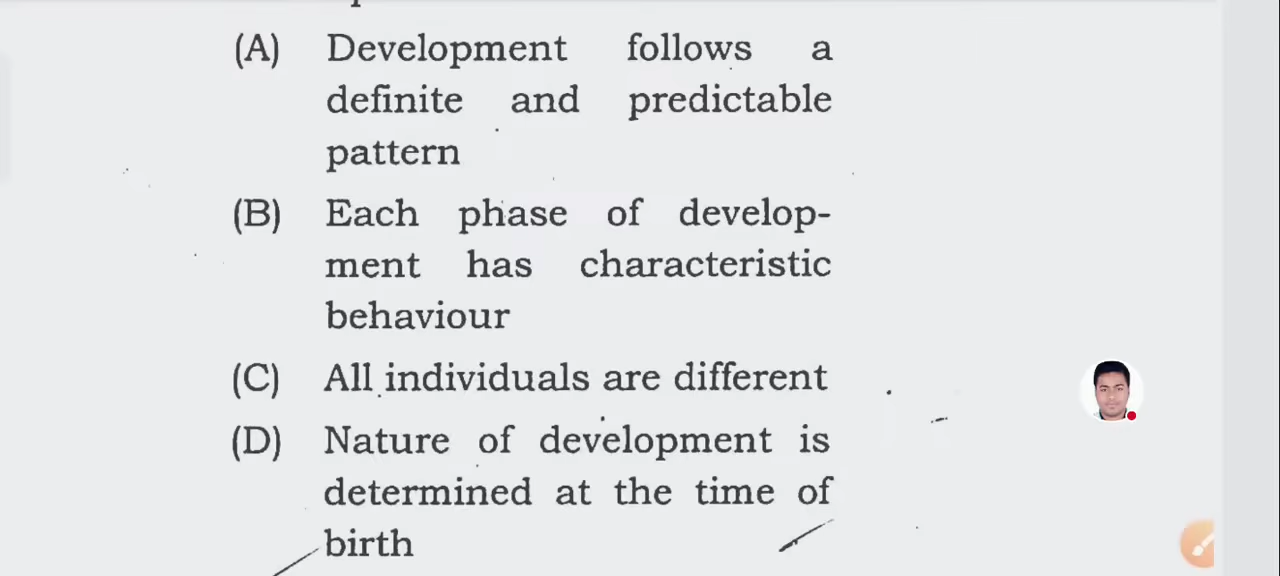 (A) Development follows a
definite and predictable
pattern
(B) Each phase of develop-
ment has characteristic
behaviour
(C) All individuals are different
(D) Nature of development is
determined at the time of
birth